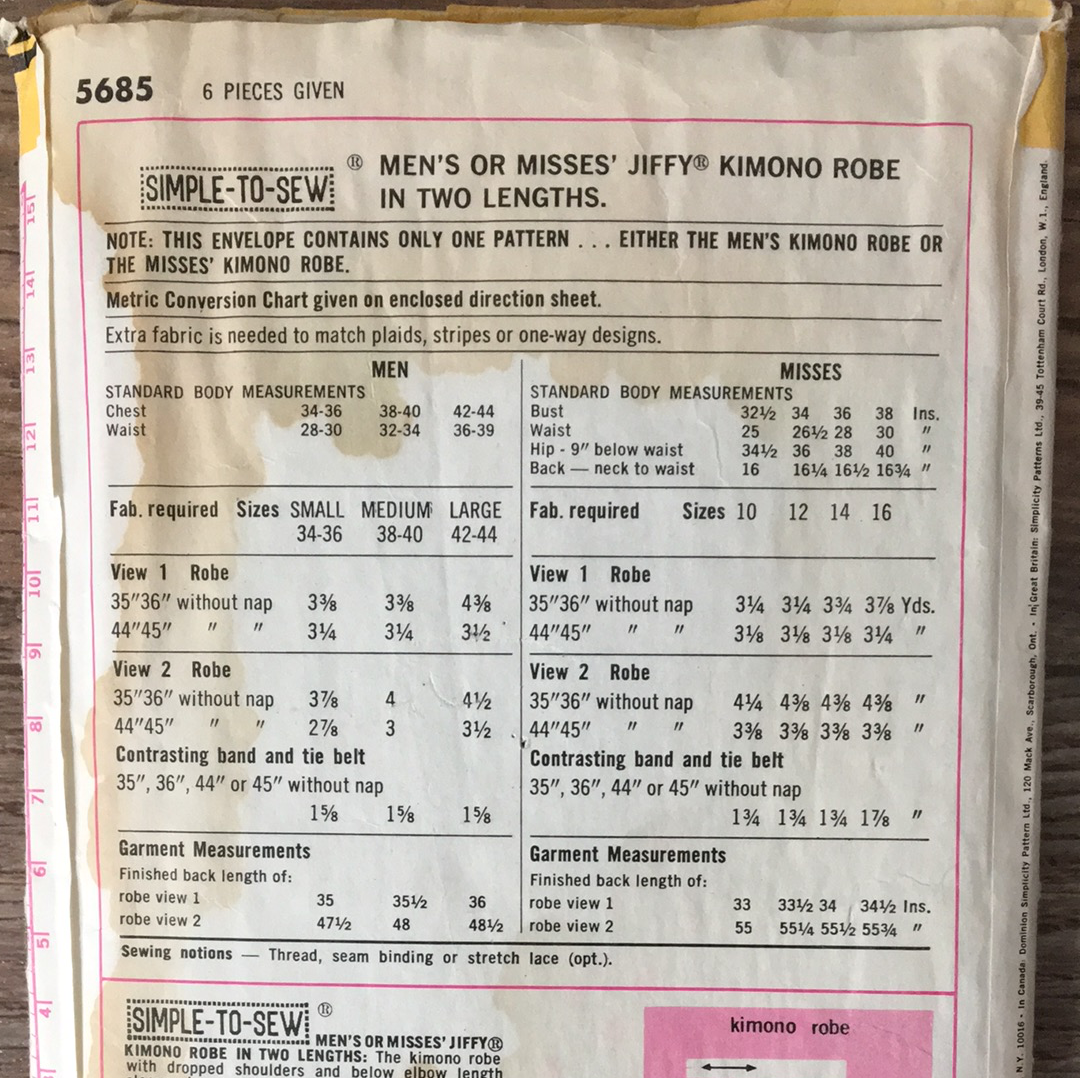 5685 6 PIECES GIVEN
SIMPLE-TO-SEW ® MEN'S OR MISSES' JIFFY® KIMONO ROBE
IN TWO LENGTHS.
NOTE: THIS ENVELOPE CONTAINS ONLY ONE PATTERN . . . EITHER THE MEN'S KIMONO ROBE OR
THE MISSES' KIMONO ROBE.
Metric Conversion Chart given on enclosed direction sheet.
Extra fabric is needed to match plaids, stripes or one-way designs.
MEN
STANDARD BODY MEASUREMENTS
Chest 34-36 38-40 42-44
Waist 28-30 32-34 36-39
Fab. required Sizes SMALL MEDIUM LARGE
34-36 38-40 42-44
View 1 Robe
35″36″ without nap 3⅜ 3⅜ 4⅜
44″45″ ″ ″ 3¼ 3¼ 3½
View 2 Robe
35″36″ without nap 3⅞ 4 4½
44″45″ ″ ″ 2⅞ 3 3½
Contrasting band and tie belt
35″, 36″, 44″ or 45″ without nap
1⅝ 1⅝ 1⅝
Garment Measurements
Finished back length of:
robe view 1 35 35½ 36
robe view 2 47½ 48 48½
MISSES
STANDARD BODY MEASUREMENTS
Bust 32½ 34 36 38 Ins.
Waist 25 26½ 28 30 ″
Hip - 9″ below waist 34½ 36 38 40 ″
Back — neck to waist 16 16¼ 16½ 16¾ ″
Fab. required Sizes 10 12 14 16
View 1 Robe
35″36″ without nap 3¼ 3¼ 3¾ 3⅞ Yds.
44″45″ ″ ″ 3⅛ 3⅛ 3⅛ 3¼ ″
View 2 Robe
35″36″ without nap 4¼ 4⅜ 4⅜ 4⅜ ″
44″45″ ″ ″ 3⅜ 3⅜ 3⅜ 3⅜ ″
Contrasting band and tie belt
35″, 36″, 44″ or 45″ without nap
1¾ 1¾ 1¾ 1⅞ ″
Garment Measurements
Finished back length of:
robe view 1 33 33½ 34 34½ Ins.
robe view 2 55 55¼ 55½ 55¾ ″
Sewing notions — Thread, seam binding or stretch lace (opt.).
SIMPLE-TO-SEW ® MEN'S OR MISSES' JIFFY®
KIMONO ROBE IN TWO LENGTHS: The kimono robe
with dropped shoulders and below elbow length
kimono robe
15
14
13
12
11
10
9
8
7
6
5
4
N.Y. 10016 • In Canada: Dominion Simplicity Pattern Ltd., 120 Mack Ave., Scarborough, Ont. • In Great Britain: Simplicity Patterns Ltd., 39-45 Tottenham Court Rd., London, W.1., England.